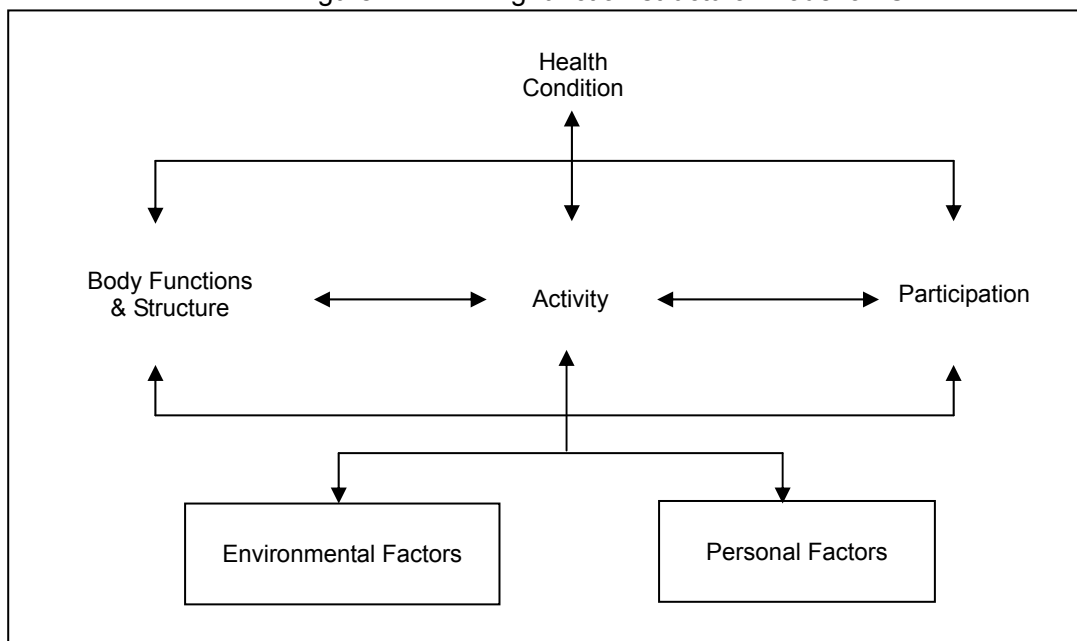 Health
Condition
Body Functions
& Structure
Activity
Participation
Environmental Factors
Personal Factors